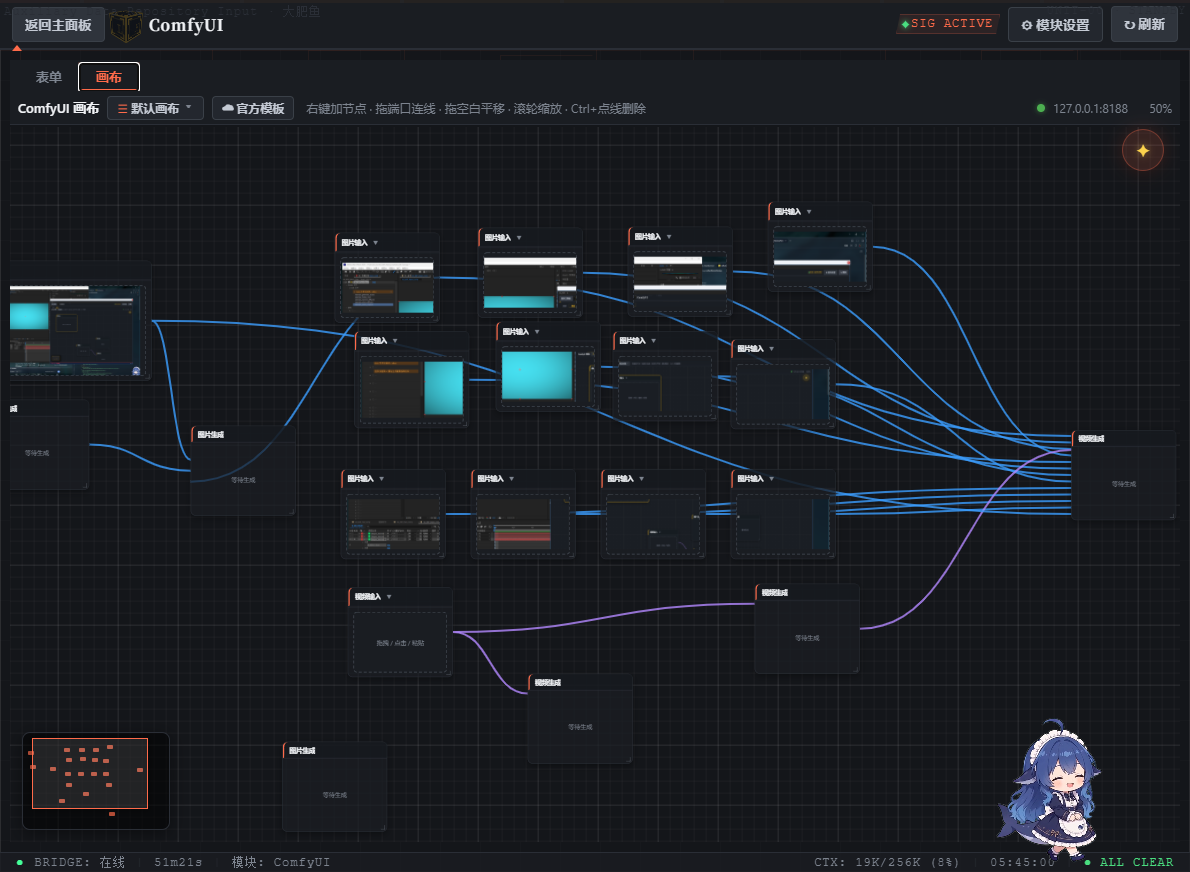 返回主面板
ComfyUI
SIG ACTIVE
模块设置
刷新
表单
画布
ComfyUI 画布
默认画布
官方模板
右键加节点 · 拖端口连线 · 拖空白平移 · 滚轮缩放 · Ctrl+点线删除
127.0.0.1:8188
50%
图片输入
图片输入
图片输入
图片输入
图片输入
图片输入
图片输入
图片输入
等待生成
图片生成
等待生成
视频生成
等待生成
图片输入
图片输入
图片输入
图片输入
视频输入
拖拽 / 点击 / 粘贴
视频生成
等待生成
视频生成
等待生成
图片生成
等待生成
BRIDGE: 在线
51m21s
模块: ComfyUI
CTX: 19K/256K (8%)
05:45:00
ALL CLEAR